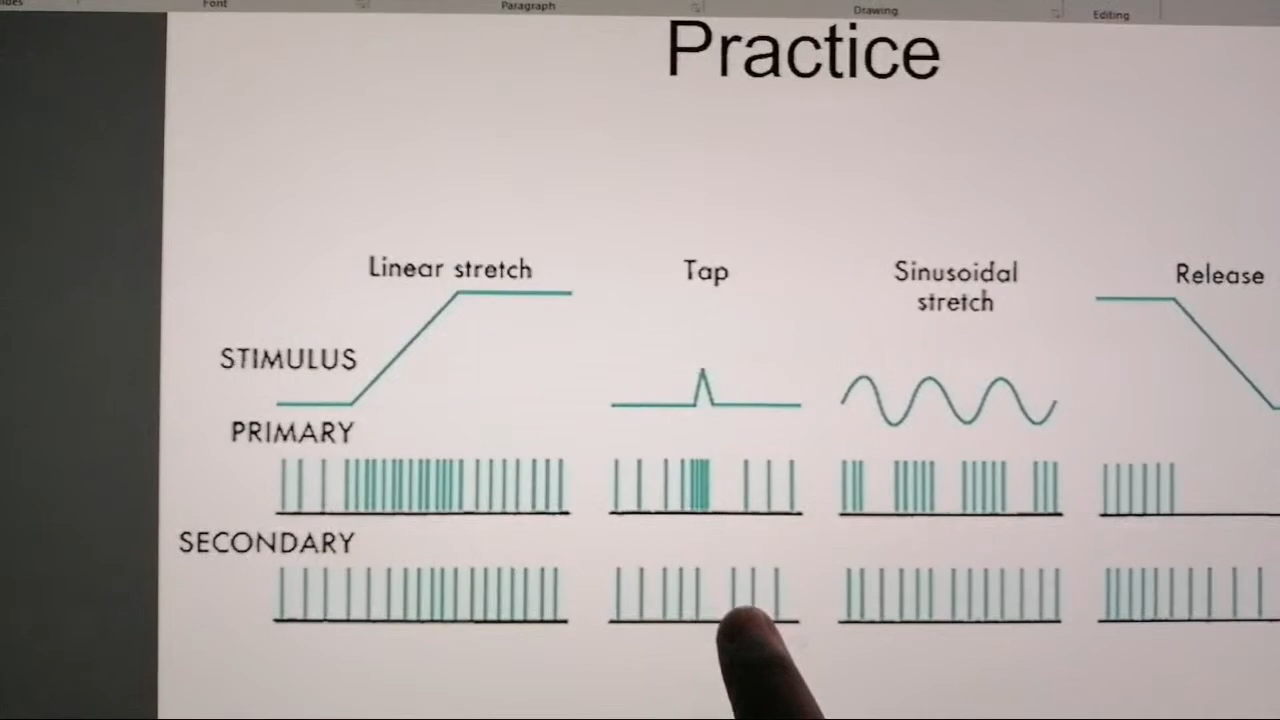 Font
Paragraph
Drawing
Editing
Practice
Linear stretch
Tap
Sinusoidal
stretch
Release
STIMULUS
PRIMARY
SECONDARY